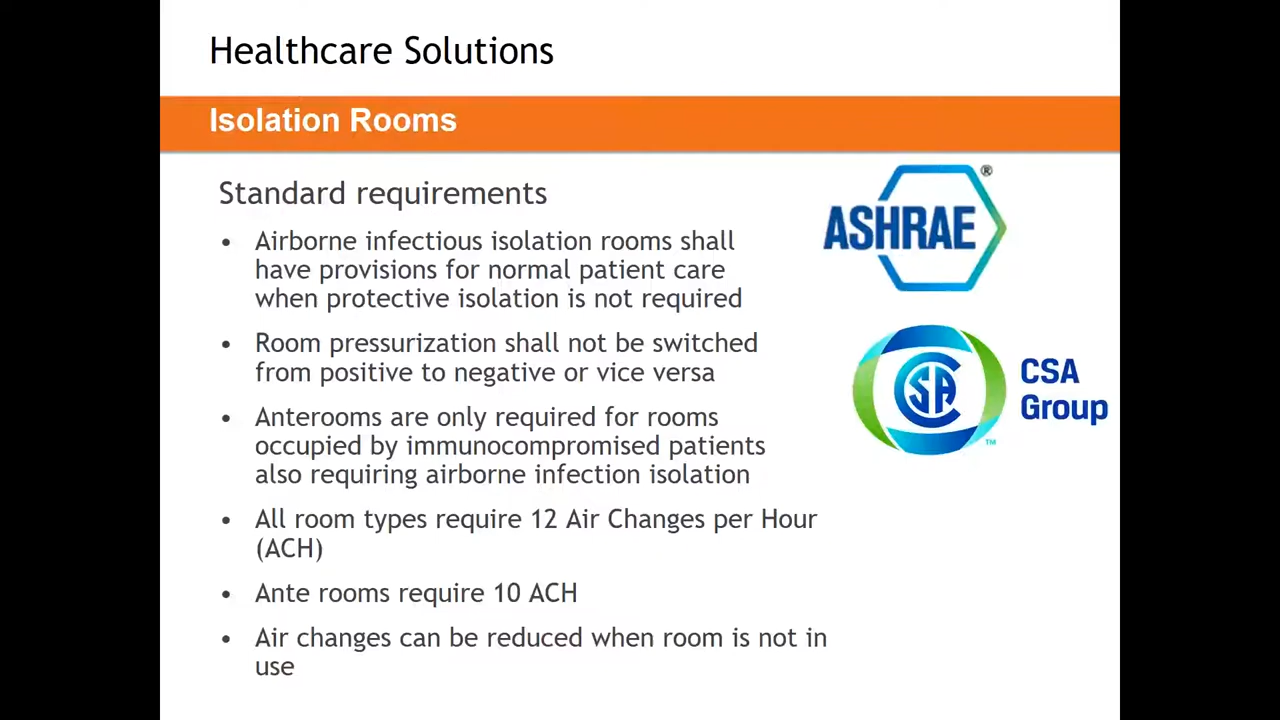 Healthcare Solutions
Isolation Rooms
Standard requirements
• Airborne infectious isolation rooms shall
have provisions for normal patient care
when protective isolation is not required
• Room pressurization shall not be switched
from positive to negative or vice versa
• Anterooms are only required for rooms
occupied by immunocompromised patients
also requiring airborne infection isolation
• All room types require 12 Air Changes per Hour
(ACH)
• Ante rooms require 10 ACH
• Air changes can be reduced when room is not in
use
ASHRAE®
CSA
CSA
Group
™